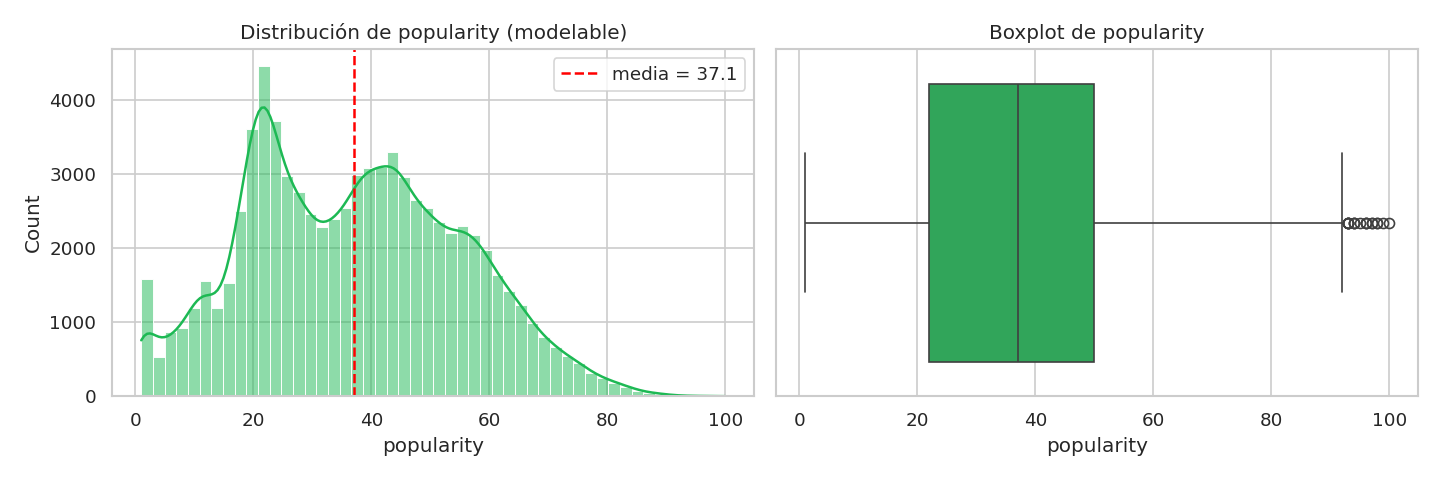 Distribución de popularity (modelable)
media = 37.1
Count
4000
3000
2000
1000
0
0 20 40 60 80 100
popularity
Boxplot de popularity
0 20 40 60 80 100
popularity